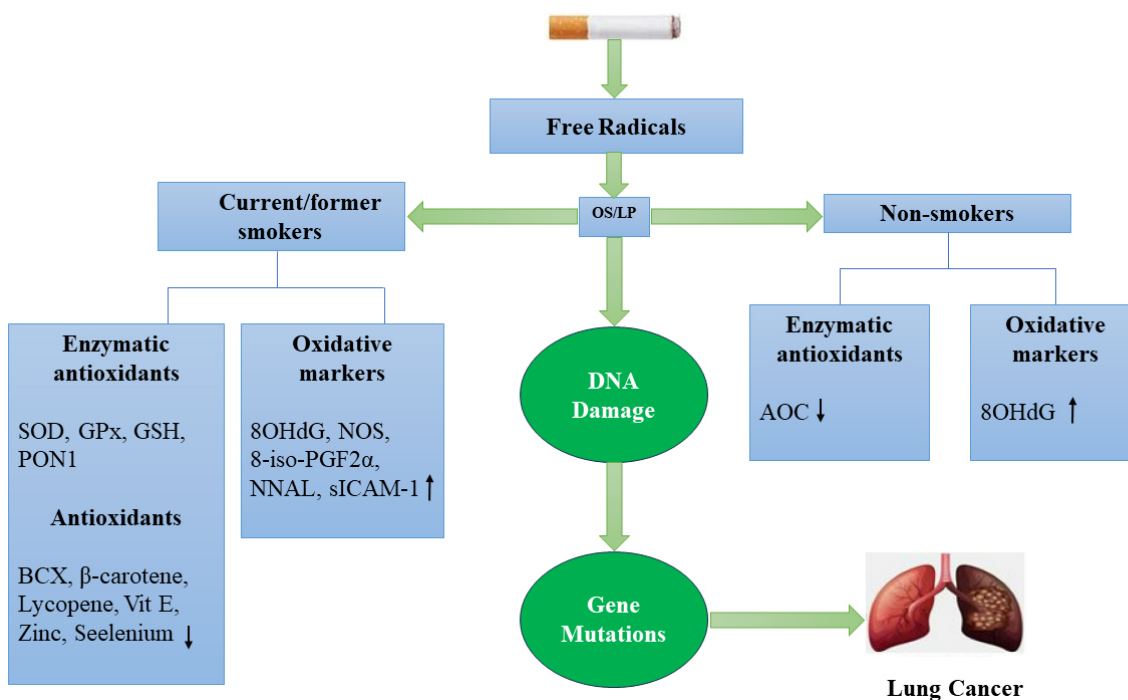 Free Radicals
OS/LP
Current/former
smokers
Non-smokers
Enzymatic
antioxidants
SOD, GPx, GSH,
PON1
Antioxidants
BCX, β-carotene,
Lycopene, Vit E,
Zinc, Seelenium ↓
Oxidative
markers
8OHdG, NOS,
8-iso-PGF2α,
NNAL, sICAM-1 ↑
DNA
Damage
Gene
Mutations
Enzymatic
antioxidants
AOC ↓
Oxidative
markers
8OHdG ↑
Lung Cancer